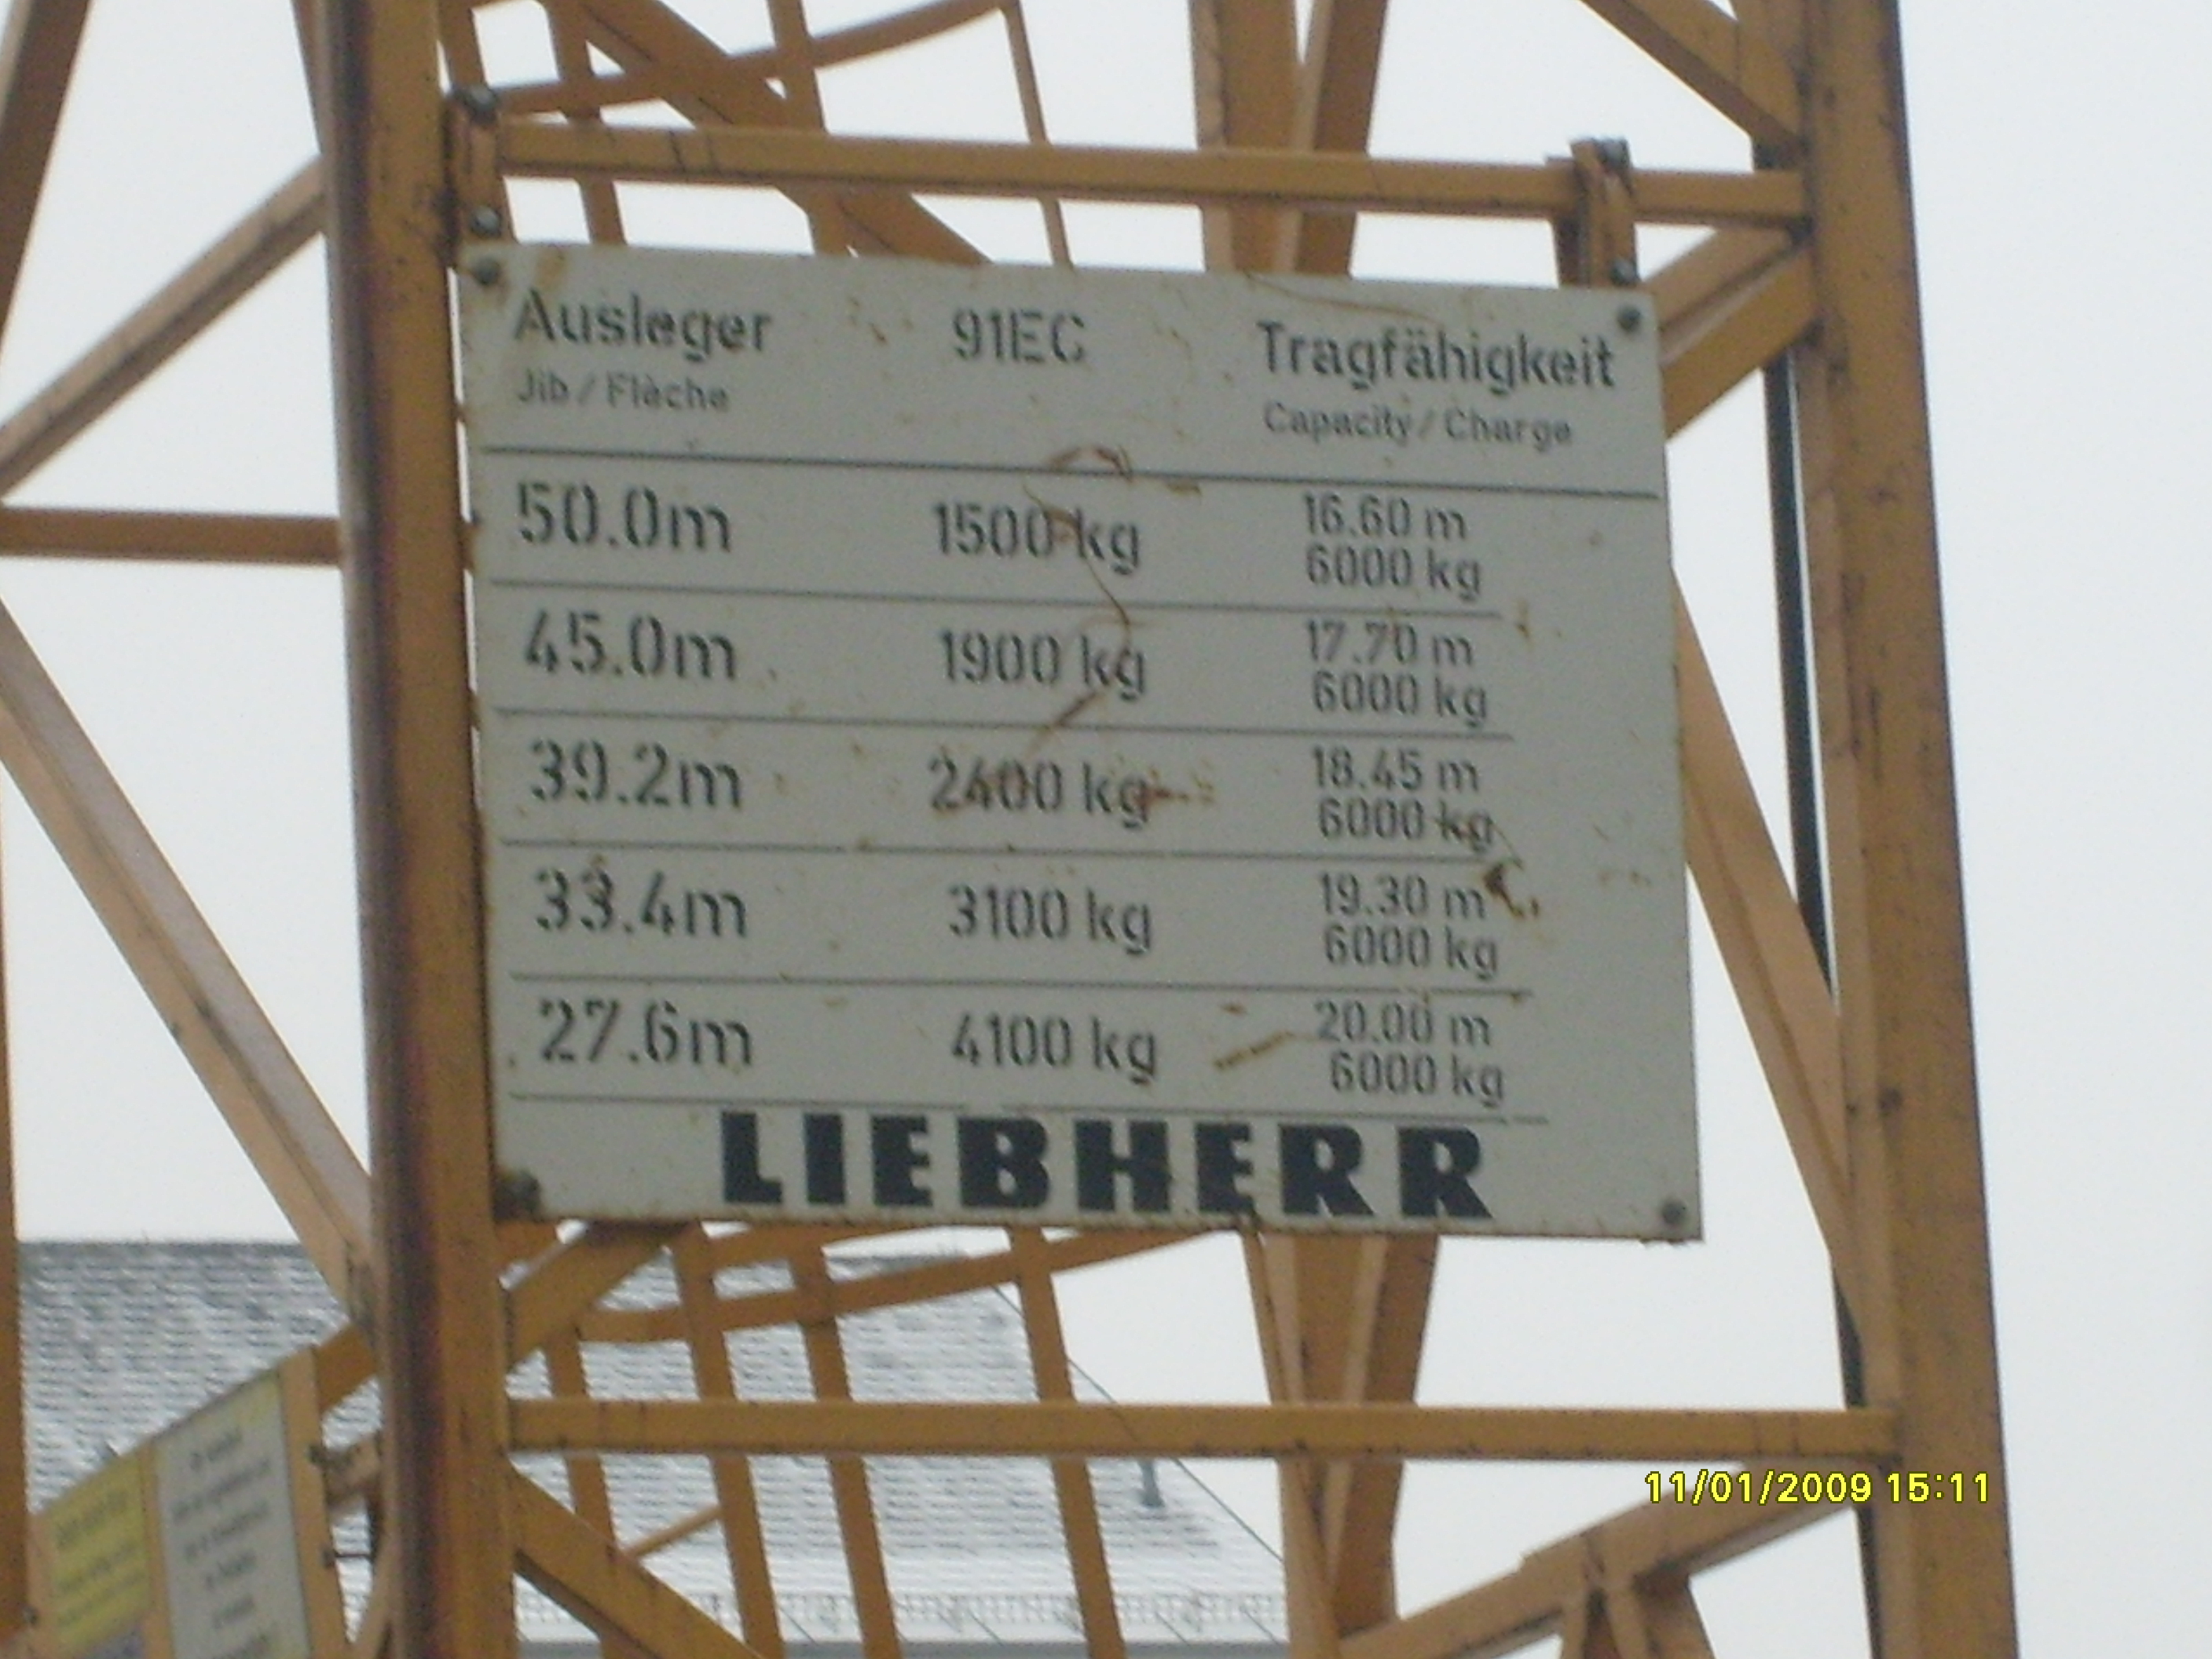 Ausleger 91EC Tragfähigkeit
Jib / Flèche Capacity / Charge
50.0m 1500 kg 16.60 m
6000 kg
45.0m 1900 kg 17.70 m
6000 kg
39.2m 2400 kg 18.45 m
6000 kg
33.4m 3100 kg 19.30 m
6000 kg
27.6m 4100 kg 20.00 m
6000 kg
LIEBHERR
11/01/2009 15:11